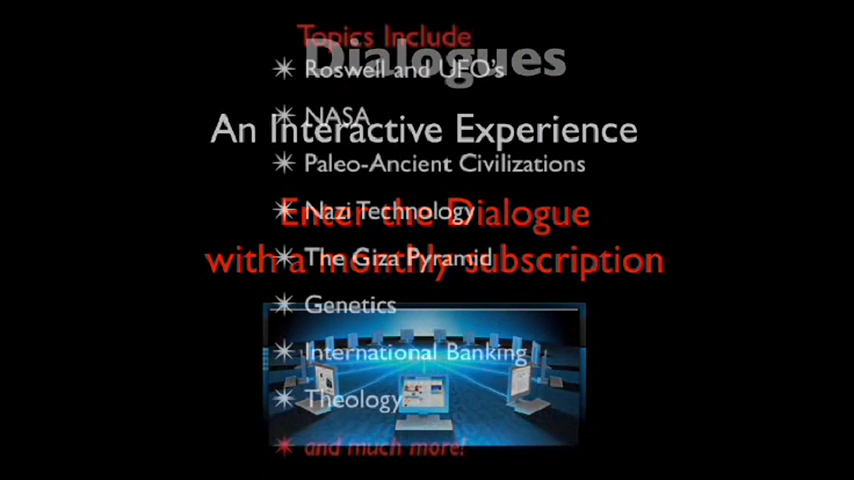 Topics Include
Dialogues
* Roswell and UFO's
* NASA
An Interactive Experience
* Paleo-Ancient Civilizations
* Nazi Technology
Enter the Dialogue
* The Giza Pyramid
with a monthly subscription
* Genetics
* International Banking
* Theology
* and much more!